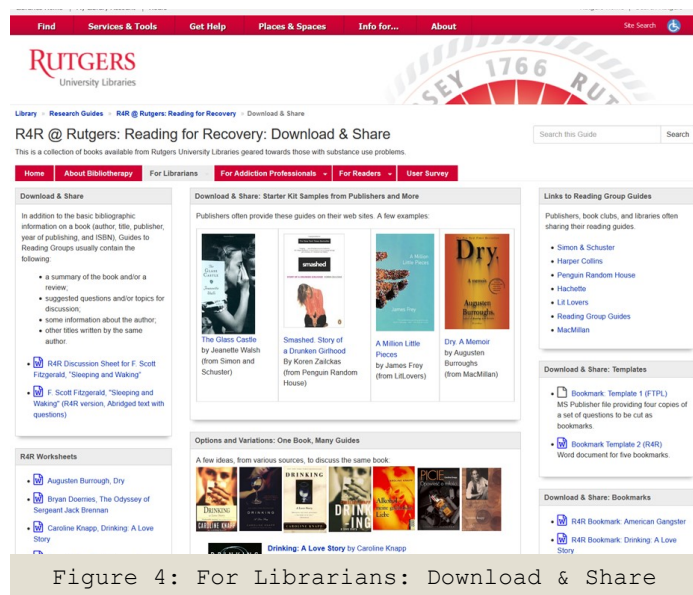 Find Services & Tools Get Help Places & Spaces Info for... About Site Search
RUTGERS
University Libraries
1766
Library » Research Guides » R4R @ Rutgers: Reading for Recovery » Download & Share
R4R @ Rutgers: Reading for Recovery: Download & Share
Search this Guide Search
This is a collection of books available from Rutgers University Libraries geared towards those with substance use problems.
Home About Bibliotherapy For Librarians For Addiction Professionals For Readers User Survey
Download & Share
In addition to the basic bibliographic
information on a book (author, title, publisher,
year of publishing, and ISBN), Guides to
Reading Groups usually contain the
following:
a summary of the book and/or a
review;
suggested questions and/or topics for
discussion;
some information about the author;
other titles written by the same
author.
R4R Discussion Sheet for F. Scott
Fitzgerald, "Sleeping and Waking"
F. Scott Fitzgerald, "Sleeping and
Waking" (R4R version, Abridged text with
questions)
R4R Worksheets
Augusten Burrough, Dry
Bryan Doerries, The Odyssey of
Sergeant Jack Brennan
Caroline Knapp, Drinking: A Love
Story
Download & Share: Starter Kit Samples from Publishers and More
Publishers often provide these guides on their web sites. A few examples:
The Glass Castle
by Jeanette Walsh
(from Simon and
Schuster)
smashed
Smashed. Story of
a Drunken Girlhood
By Koren Zailckas
(from Penguin Random
House)
A Million
Little Pieces
James Frey
A Million Little
Pieces
by James Frey
(from LitLovers)
Dry.
A memoir
Augusten
Burroughs
Dry. A Memoir
by Augusten
Burroughs
(from MacMillan)
Options and Variations: One Book, Many Guides
A few ideas, from various sources, to discuss the same book:
DRINKING
CAROLINE KNAPP
DRINKING
DRINKING
CAROLINE KNAPP
DRINK
-ING
Alkohol
PICIE
Drinking: A Love Story by Caroline Knapp
Links to Reading Group Guides
Publishers, book clubs, and libraries often
sharing their reading guides.
Simon & Schuster
Harper Collins
Penguin Random House
Hachette
Lit Lovers
Reading Group Guides
MacMillan
Download & Share: Templates
Bookmark: Template 1 (FTPL)
MS Publisher file providing four copies of
a set of questions to be cut as
bookmarks.
Bookmark Template 2 (R4R)
Word document for five bookmarks.
Download & Share: Bookmarks
R4R Bookmark: American Gangster
R4R Bookmark: Drinking: A Love
Story
Figure 4: For Librarians: Download & Share